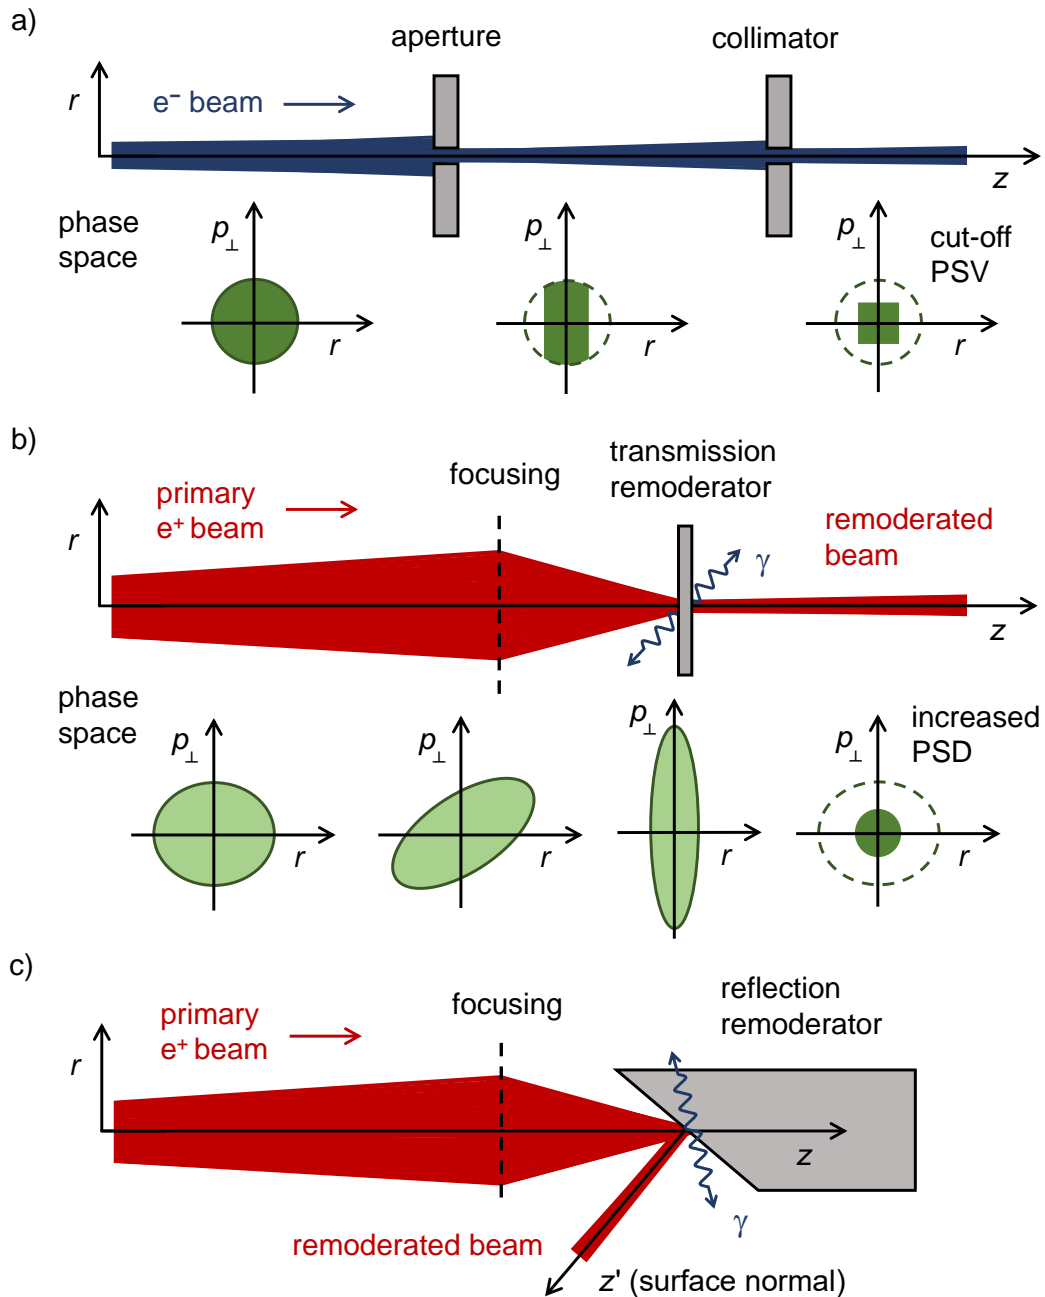 a)
aperture
collimator
r
e⁻ beam
z
phase
space
p⊥
r
p⊥
r
p⊥
cut-off
PSV
r
b)
transmission
remoderator
focusing
primary
e⁺ beam
remoderated
beam
r
γ
z
phase
space
p⊥
r
p⊥
r
p⊥
r
increased
PSD
p⊥
r
c)
reflection
remoderator
focusing
primary
e⁺ beam
r
z
γ
remoderated beam
z' (surface normal)